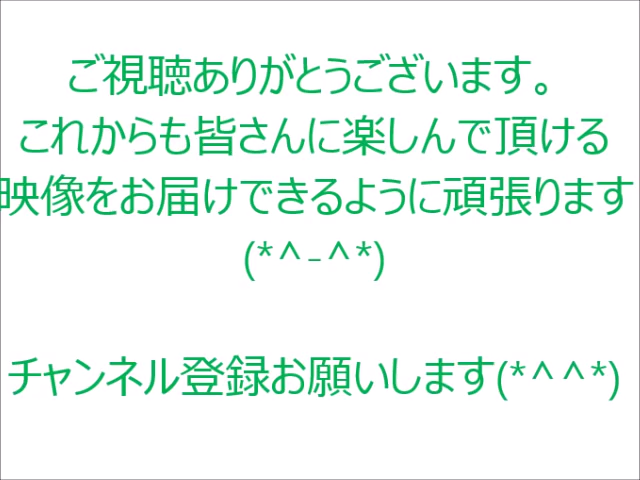 ご視聴ありがとうございます。
これからも皆さんに楽しんで頂ける
映像をお届けできるように頑張ります
(*^-^*)
チャンネル登録お願いします(*^^*)